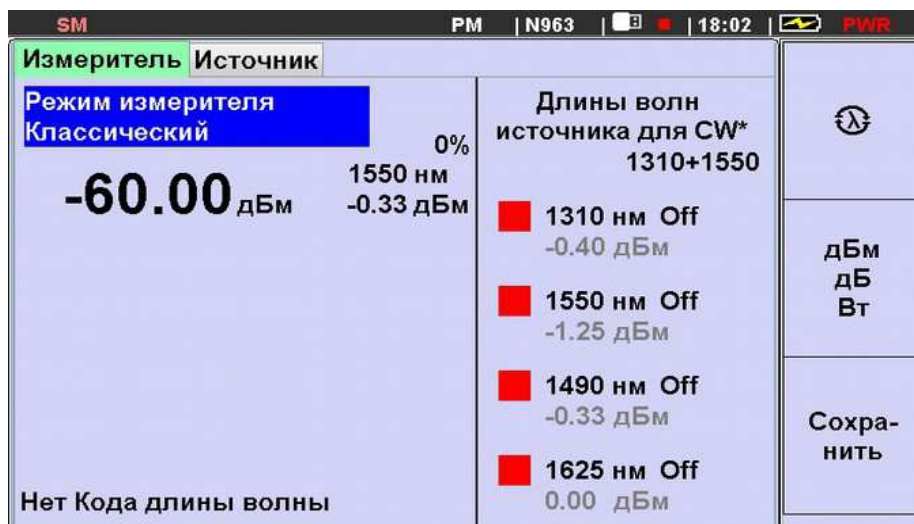 SM PM | N963 | | 18:02 | PWR
Измеритель Источник
Режим измерителя
Классический
0%
1550 нм
-60.00 дБм
-0.33 дБм
Нет Кода длины волны
Длины волн
источника для CW*
1310+1550
1310 нм Off
-0.40 дБм
1550 нм Off
-1.25 дБм
1490 нм Off
-0.33 дБм
1625 нм Off
0.00 дБм
λ
дБм
дБ
Вт
Сохра-
нить